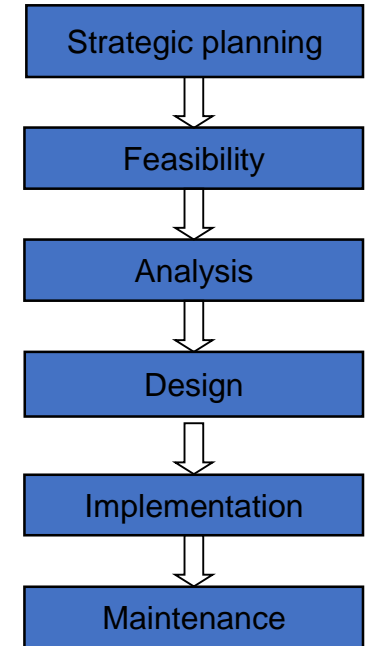 Strategic planning
Feasibility
Analysis
Design
Implementation
Maintenance